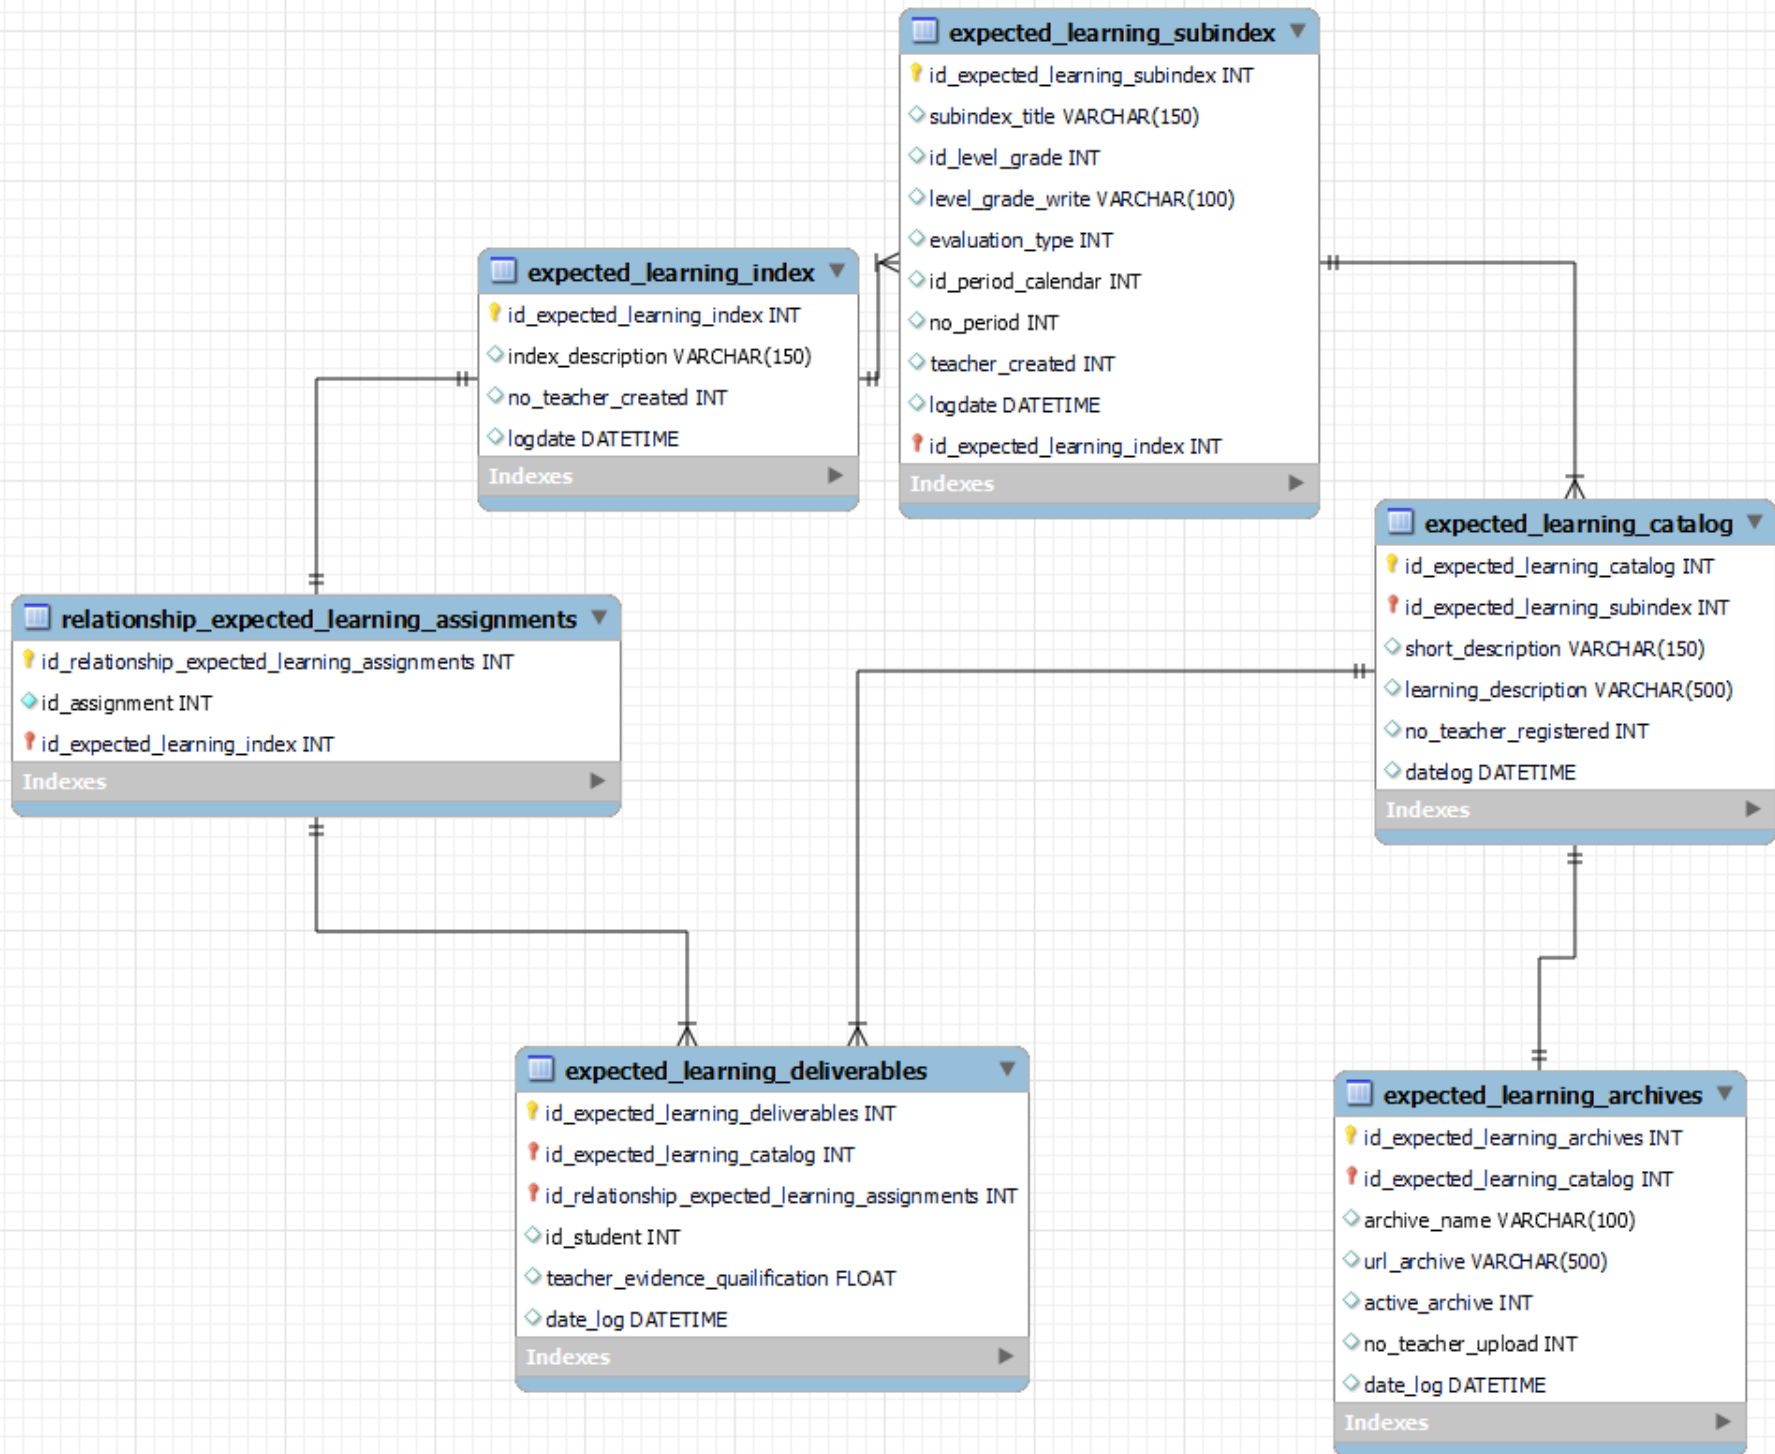 expected_learning_subindex
id_expected_learning_subindex INT
subindex_title VARCHAR(150)
id_level_grade INT
level_grade_write VARCHAR(100)
evaluation_type INT
id_period_calendar INT
no_period INT
teacher_created INT
logdate DATETIME
id_expected_learning_index INT
Indexes
expected_learning_index
id_expected_learning_index INT
index_description VARCHAR(150)
no_teacher_created INT
logdate DATETIME
Indexes
expected_learning_catalog
id_expected_learning_catalog INT
id_expected_learning_subindex INT
short_description VARCHAR(150)
learning_description VARCHAR(500)
no_teacher_registered INT
datelog DATETIME
Indexes
relationship_expected_learning_assignments
id_relationship_expected_learning_assignments INT
id_assignment INT
id_expected_learning_index INT
Indexes
expected_learning_deliverables
id_expected_learning_deliverables INT
id_expected_learning_catalog INT
id_relationship_expected_learning_assignments INT
id_student INT
teacher_evidence_quailification FLOAT
date_log DATETIME
Indexes
expected_learning_archives
id_expected_learning_archives INT
id_expected_learning_catalog INT
archive_name VARCHAR(100)
url_archive VARCHAR(500)
active_archive INT
no_teacher_upload INT
date_log DATETIME
Indexes